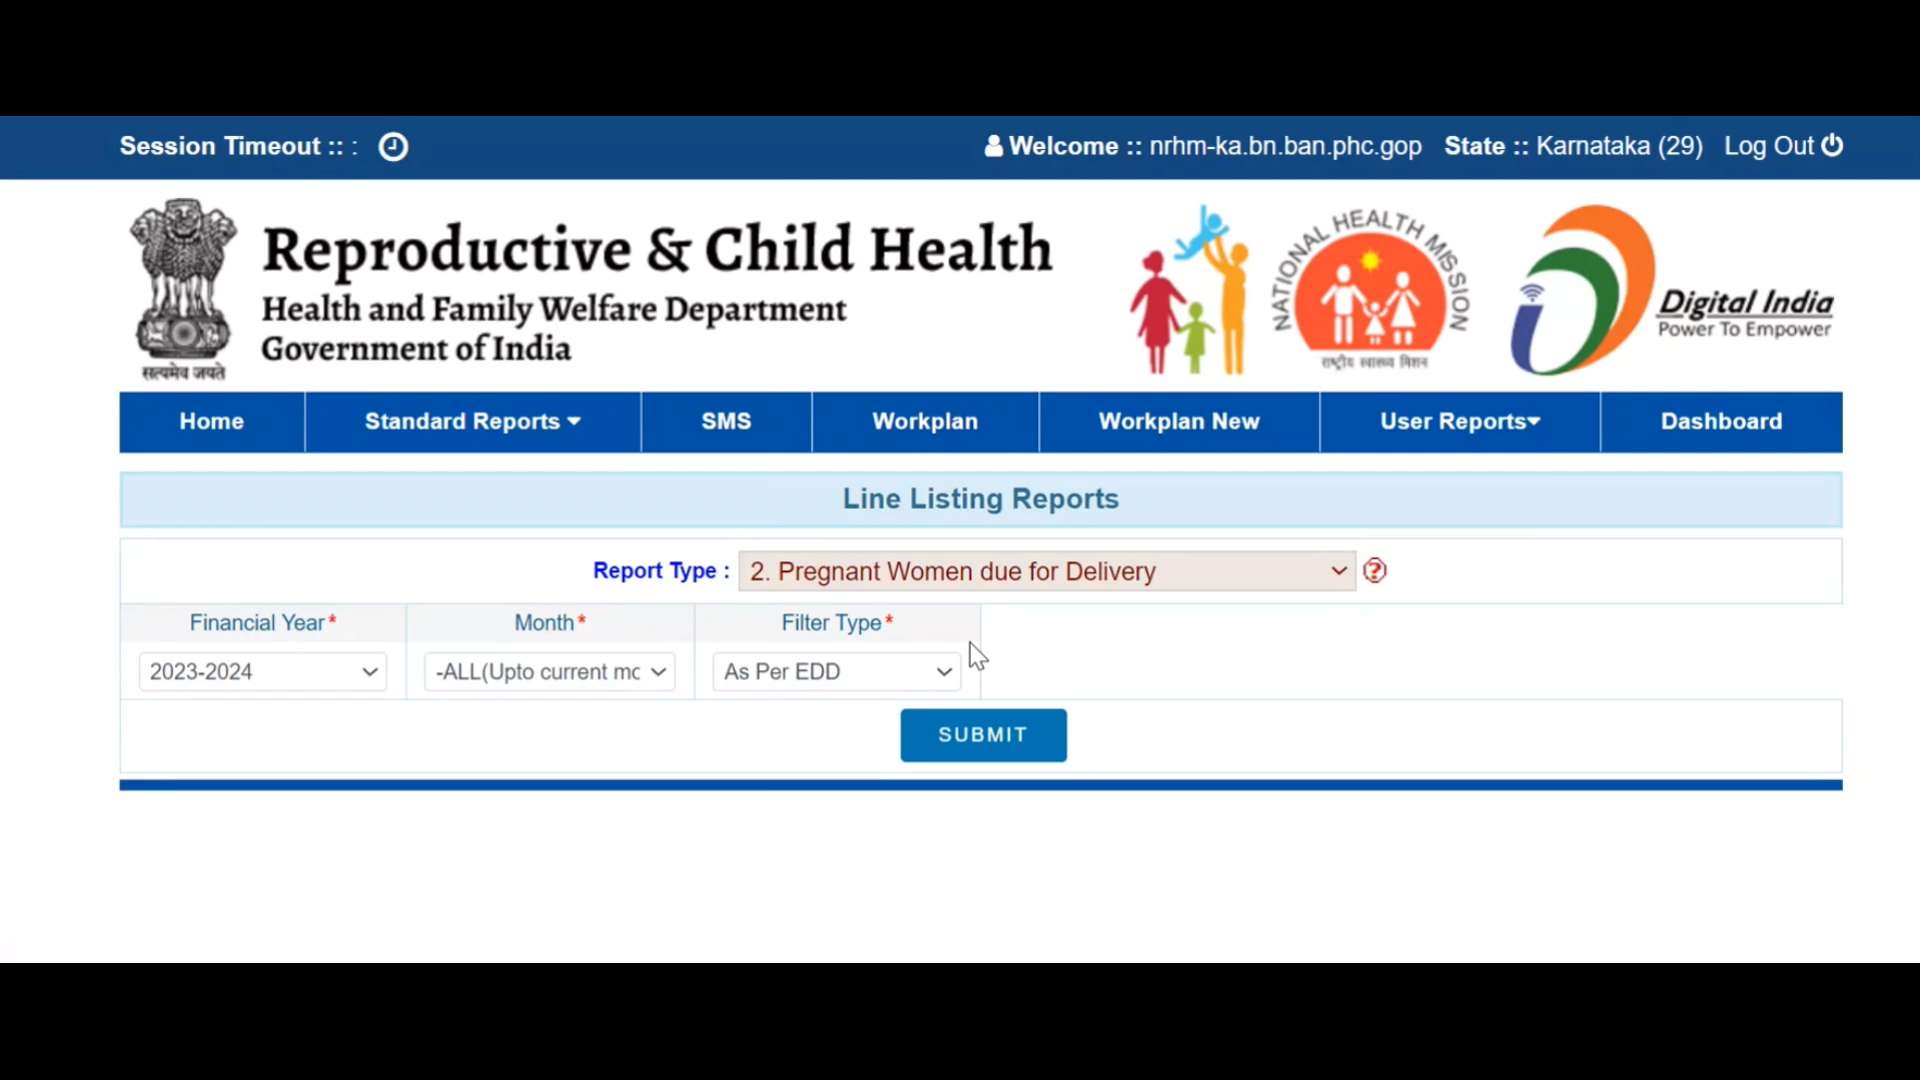 Session Timeout :: :
Welcome :: nrhm-ka.bn.ban.phc.gop State :: Karnataka (29) Log Out
Reproductive & Child Health
Health and Family Welfare Department
Government of India
सत्यमेव जयते
NATIONAL HEALTH MISSION
राष्ट्रीय स्वास्थ्य मिशन
Digital India
Power To Empower
Home Standard Reports SMS Workplan Workplan New User Reports Dashboard
Line Listing Reports
Report Type : 2. Pregnant Women due for Delivery
Financial Year* Month* Filter Type*
2023-2024 -ALL(Upto current mo As Per EDD
SUBMIT